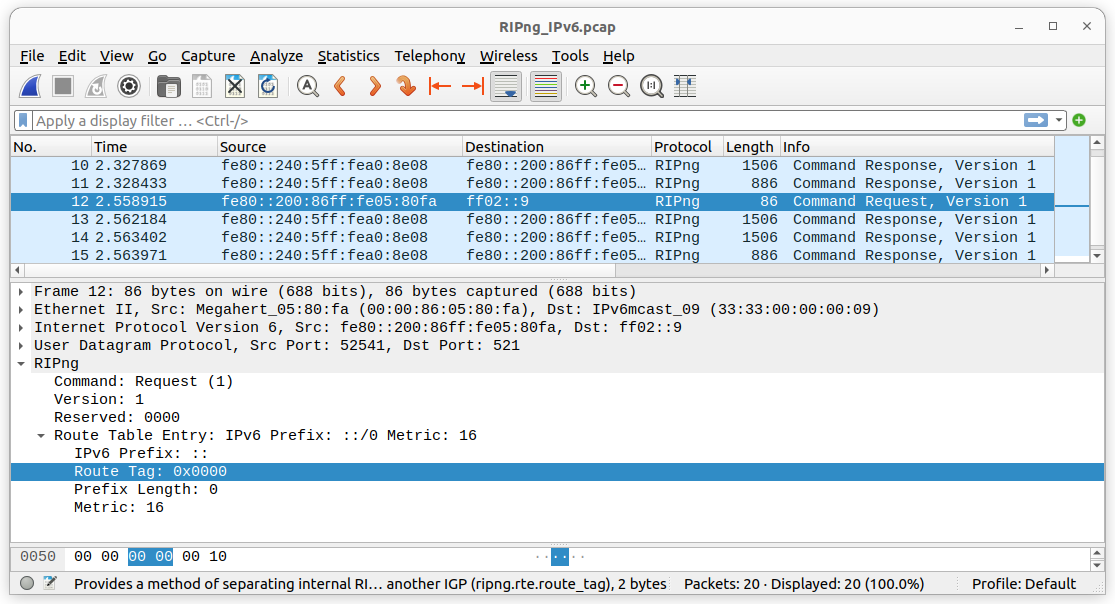 RIPng_IPv6.pcap
File Edit View Go Capture Analyze Statistics Telephony Wireless Tools Help
Apply a display filter … <Ctrl-/>
No. Time Source Destination Protocol Length Info
10 2.327869 fe80::240:5ff:fea0:8e08 fe80::200:86ff:fe05… RIPng 1506 Command Response, Version 1
11 2.328433 fe80::240:5ff:fea0:8e08 fe80::200:86ff:fe05… RIPng 886 Command Response, Version 1
12 2.558915 fe80::200:86ff:fe05:80fa ff02::9 RIPng 86 Command Request, Version 1
13 2.562184 fe80::240:5ff:fea0:8e08 fe80::200:86ff:fe05… RIPng 1506 Command Response, Version 1
14 2.563402 fe80::240:5ff:fea0:8e08 fe80::200:86ff:fe05… RIPng 1506 Command Response, Version 1
15 2.563971 fe80::240:5ff:fea0:8e08 fe80::200:86ff:fe05… RIPng 886 Command Response, Version 1
Frame 12: 86 bytes on wire (688 bits), 86 bytes captured (688 bits)
Ethernet II, Src: Megahert_05:80:fa (00:00:86:05:80:fa), Dst: IPv6mcast_09 (33:33:00:00:00:09)
Internet Protocol Version 6, Src: fe80::200:86ff:fe05:80fa, Dst: ff02::9
User Datagram Protocol, Src Port: 52541, Dst Port: 521
RIPng
Command: Request (1)
Version: 1
Reserved: 0000
Route Table Entry: IPv6 Prefix: ::/0 Metric: 16
IPv6 Prefix: ::
Route Tag: 0x0000
Prefix Length: 0
Metric: 16
0050 00 00 00 00 00 10 ······
Provides a method of separating internal RI… another IGP (ripng.rte.route_tag), 2 bytes Packets: 20 · Displayed: 20 (100.0%) Profile: Default